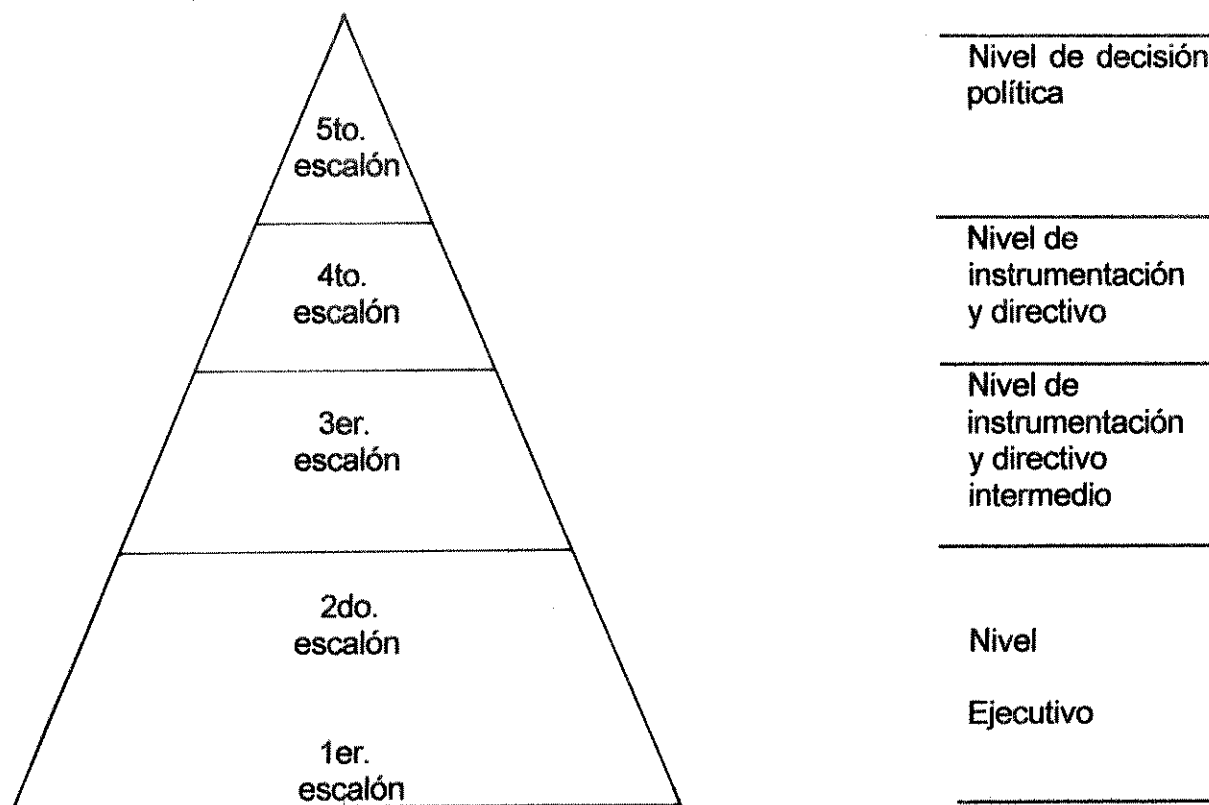 5to.
escalón
Nivel de decisión
política
4to.
escalón
Nivel de
instrumentación
y directivo
3er.
escalón
Nivel de
instrumentación
y directivo
intermedio
2do.
escalón
Nivel
Ejecutivo
1er.
escalón